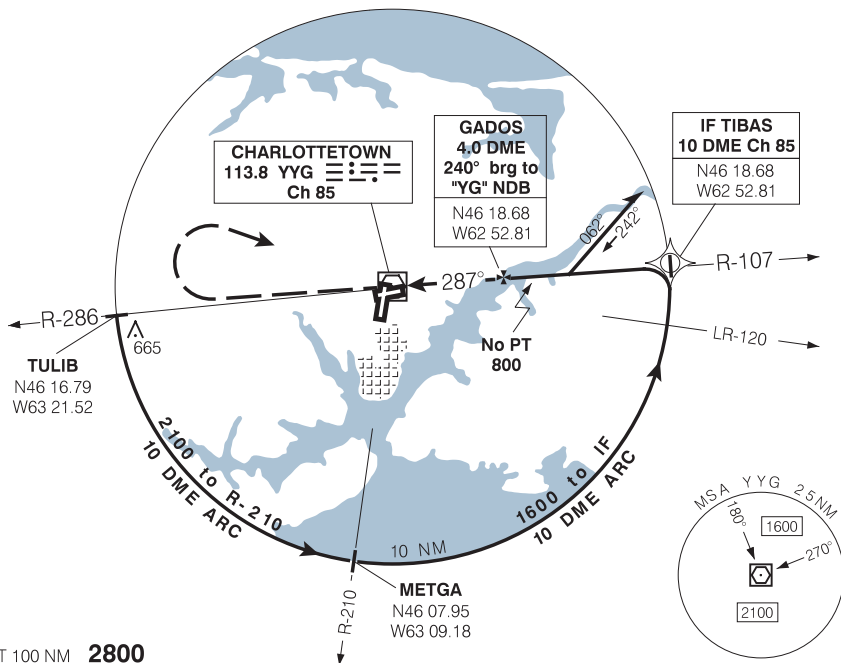 CHARLOTTETOWN
113.8 YYG
Ch 85
GADOS
4.0 DME
240° brg to
"YG" NDB
N46 18.68
W62 52.81
IF TIBAS
10 DME Ch 85
N46 18.68
W62 52.81
062°
242°
R-107
287°
No PT
800
LR-120
R-286
665
TULIB
N46 16.79
W63 21.52
2100 to R-210
10 DME ARC
1600 to IF
10 DME ARC
10 NM
METGA
N46 07.95
W63 09.18
R-210
MSA YYG 25NM
180°
1600
270°
2100
T 100 NM 2800